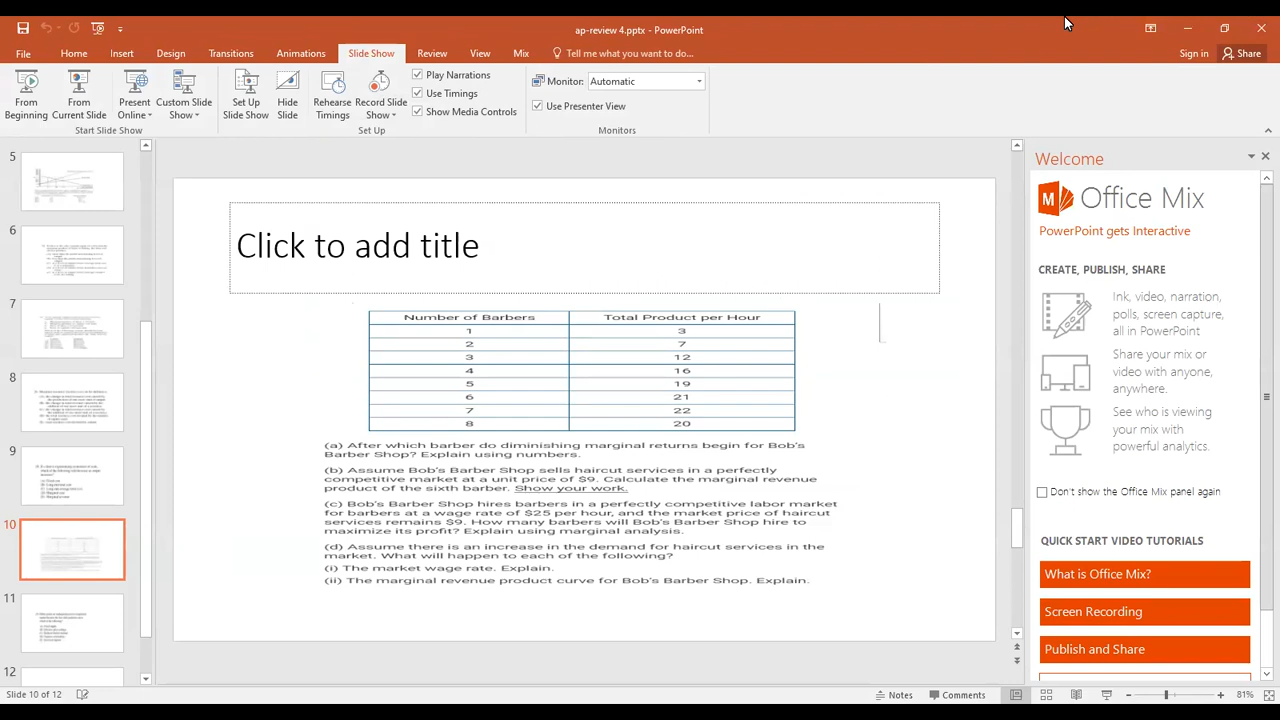 ap-review 4.pptx - PowerPoint
File Home Insert Design Transitions Animations Slide Show Review View Mix Tell me what you want to do... Sign in Share
From Beginning
From Current Slide
Present Online
Custom Slide Show
Start Slide Show
Set Up Slide Show
Hide Slide
Rehearse Timings
Record Slide Show
Play Narrations
Use Timings
Show Media Controls
Set Up
Monitor: Automatic
Use Presenter View
Monitors
5
6
7
8
9
10
11
12
Click to add title
Number of Barbers Total Product per Hour
1 3
2 7
3 12
4 16
5 19
6 21
7 22
8 20
(a) After which barber do diminishing marginal returns begin for Bob's
Barber Shop? Explain using numbers.
(b) Assume Bob's Barber Shop sells haircut services in a perfectly
competitive market at a unit price of $9. Calculate the marginal revenue
product of the sixth barber. Show your work.
(c) Bob's Barber Shop hires barbers in a perfectly competitive labor market
for barbers at a wage rate of $25 per hour, and the market price of haircut
services remains $9. How many barbers will Bob's Barber Shop hire to
maximize its profit? Explain using marginal analysis.
(d) Assume there is an increase in the demand for haircut services in the
market. What will happen to each of the following?
(i) The market wage rate. Explain.
(ii) The marginal revenue product curve for Bob's Barber Shop. Explain.
Welcome
Office Mix
PowerPoint gets Interactive
CREATE, PUBLISH, SHARE
Ink, video, narration,
polls, screen capture,
all in PowerPoint
Share your mix or
video with anyone,
anywhere.
See who is viewing
your mix with
powerful analytics.
Don't show the Office Mix panel again
QUICK START VIDEO TUTORIALS
What is Office Mix?
Screen Recording
Publish and Share
Slide 10 of 12
Notes Comments 81%